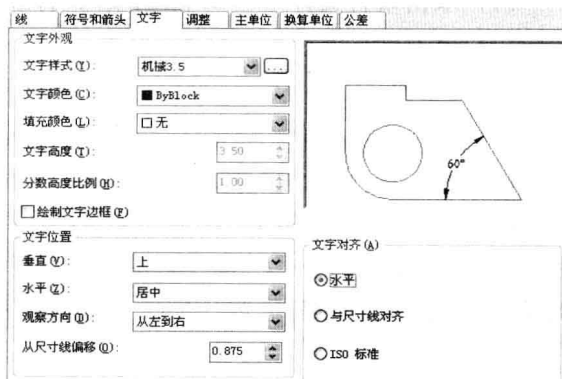 线 符号和箭头 文字 调整 主单位 换算单位 公差
文字外观
文字样式(Y): 机械3.5 ...
文字颜色(C): ByBlock
填充颜色(L): 无
文字高度(T): 3.50
分数高度比例(H): 1.00
绘制文字边框(F)
60°
文字位置
垂直(V): 上
水平(Z): 居中
观察方向(D): 从左到右
从尺寸线偏移(O): 0.875
文字对齐(A)
水平
与尺寸线对齐
ISO 标准